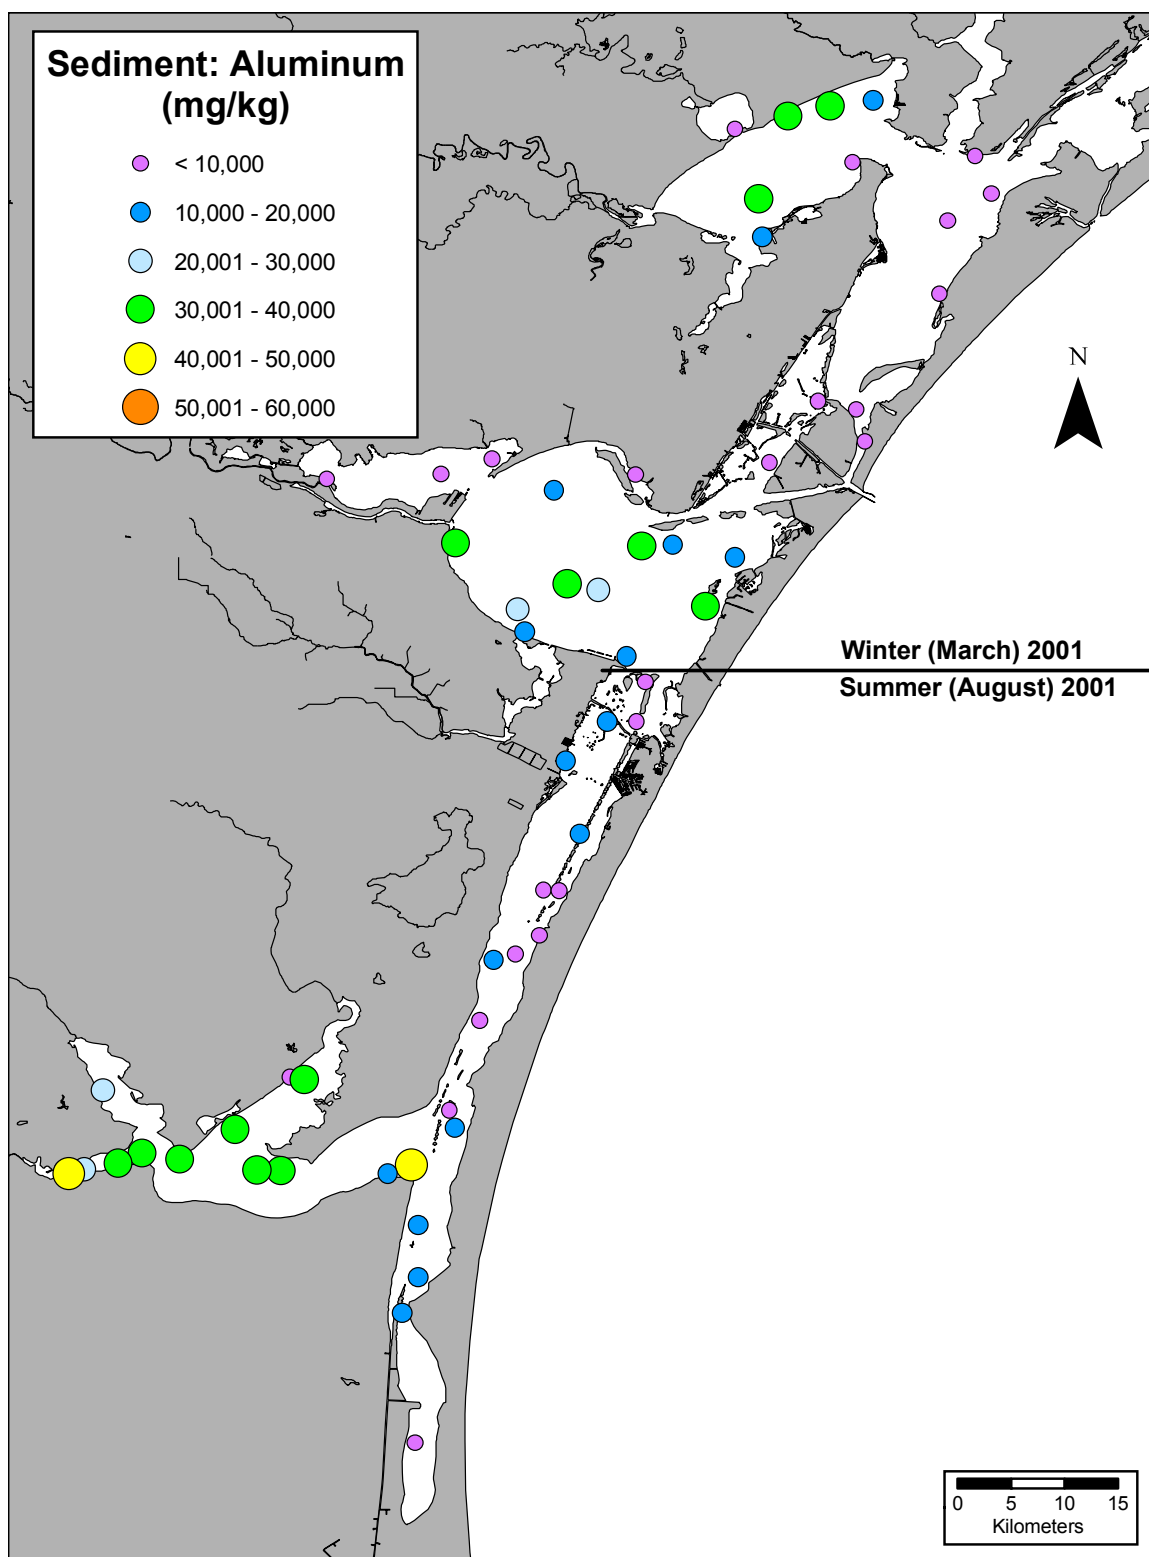 Sediment: Aluminum
(mg/kg)
< 10,000
10,000 - 20,000
20,001 - 30,000
30,001 - 40,000
40,001 - 50,000
50,001 - 60,000
N
Winter (March) 2001
Summer (August) 2001
0 5 10 15
Kilometers